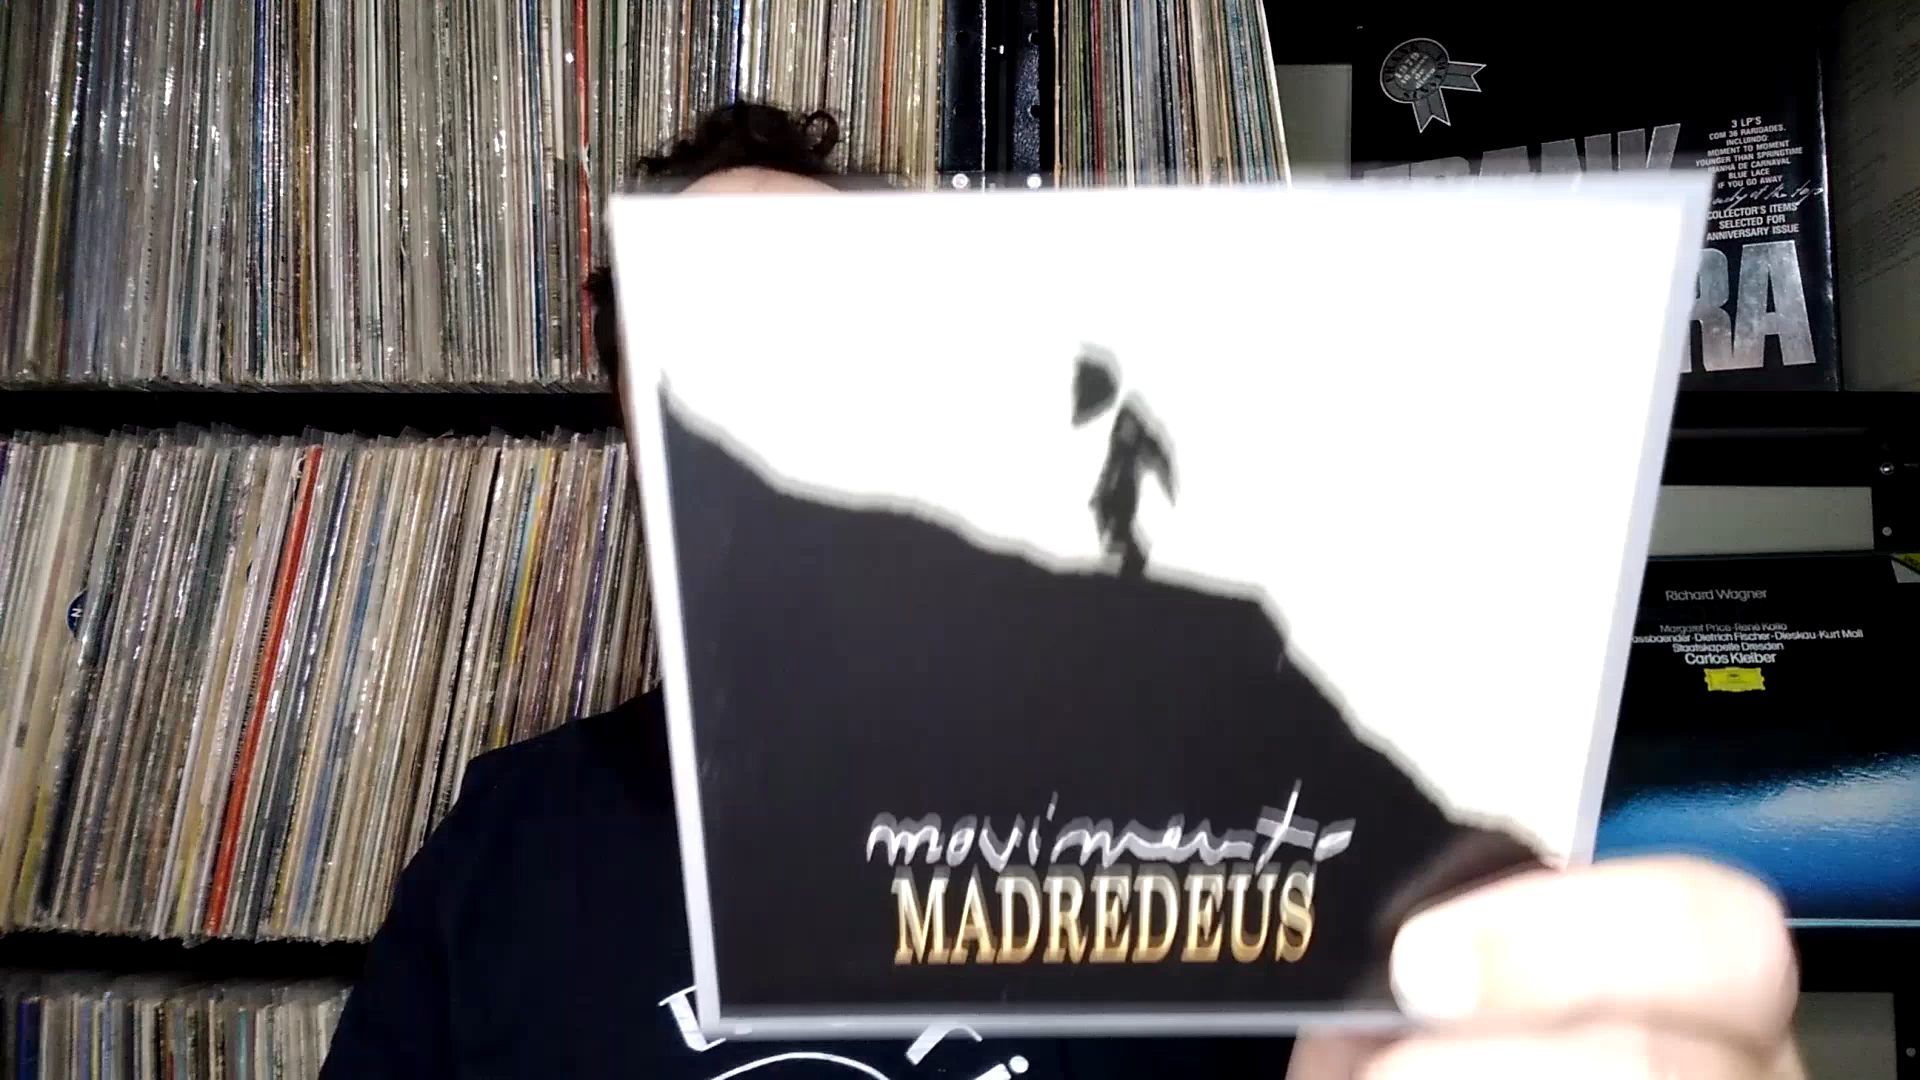 movimento
MADREDEUS
FRANK
RA
3 LP'S
COM 36 RARIDADES,
INCLUINDO:
MOMENT TO MOMENT
YOUNGER THAN SPRINGTIME
MANHÃ DE CARNAVAL
BLUE LACE
IF YOU GO AWAY
COLLECTOR'S ITEMS
SELECTED FOR
ANNIVERSARY ISSUE
Richard Wagner
Margaret Price·René Kollo
assbaender·Dietrich Fischer-Dieskau·Kurt Moll
Staatskapelle Dresden
Carlos Kleiber